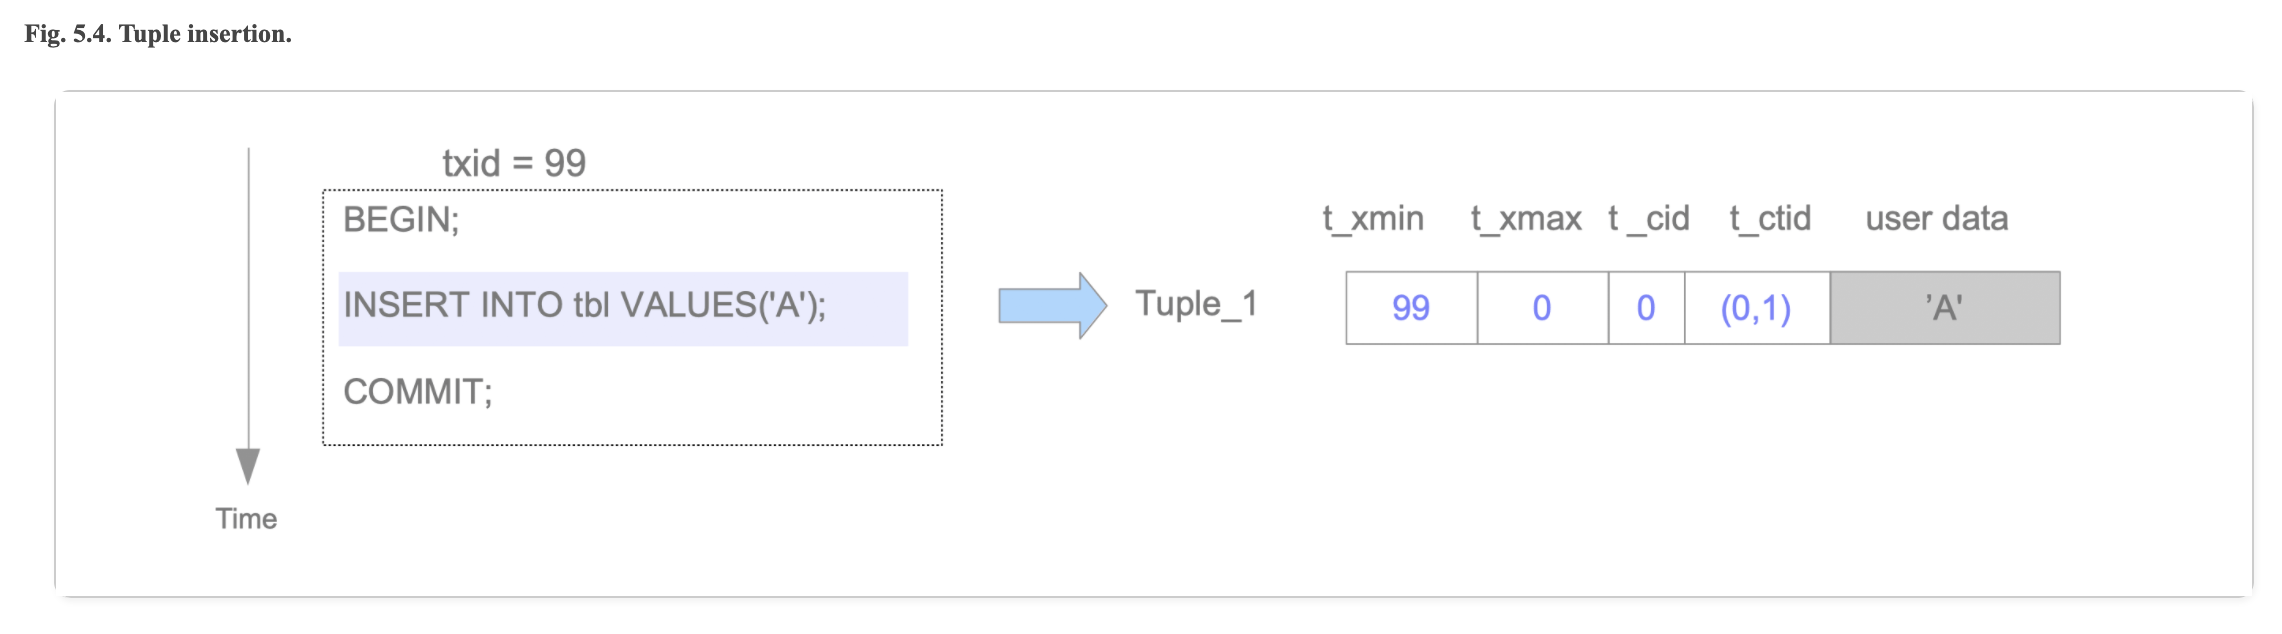 Fig. 5.4. Tuple insertion.
txid = 99
BEGIN;
INSERT INTO tbl VALUES('A');
COMMIT;
Time
t_xmin t_xmax t _cid t_ctid user data
Tuple_1 99 0 0 (0,1) ’A'